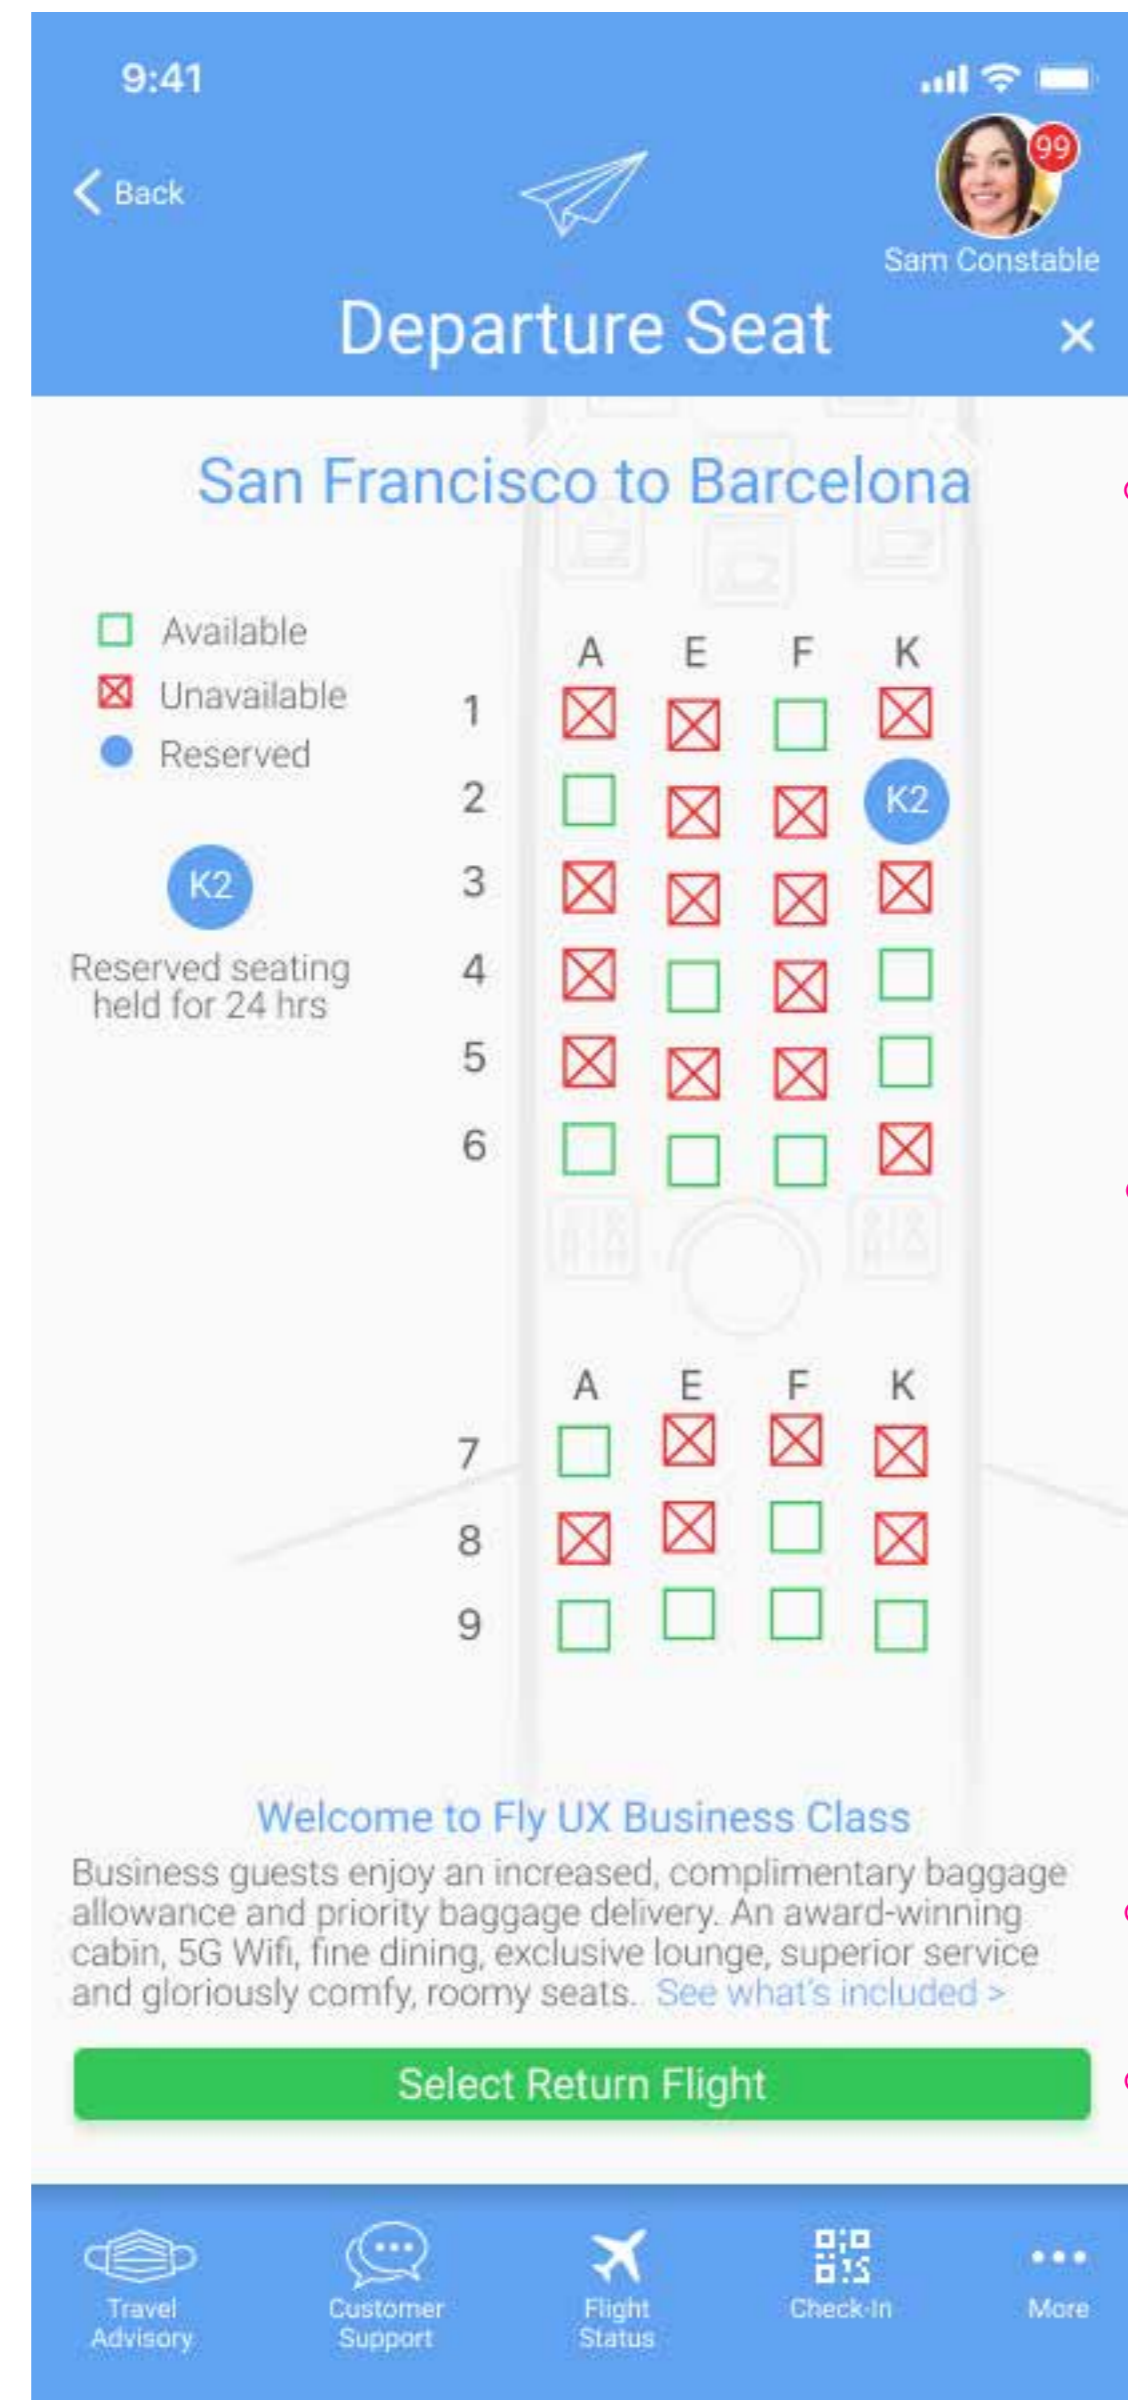 9:41
99
Back
Sam Constable
Departure Seat
San Francisco to Barcelona
Available
Unavailable
Reserved
K2
Reserved seating
held for 24 hrs
A E F K
1
2 K2
3
4
5
6
A E F K
7
8
9
Welcome to Fly UX Business Class
Business guests enjoy an increased, complimentary baggage
allowance and priority baggage delivery. An award-winning
cabin, 5G Wifi, fine dining, exclusive lounge, superior service
and gloriously comfy, roomy seats. See what's included >
Select Return Flight
Travel
Advisory
Customer
Support
Flight
Status
Check-In
More